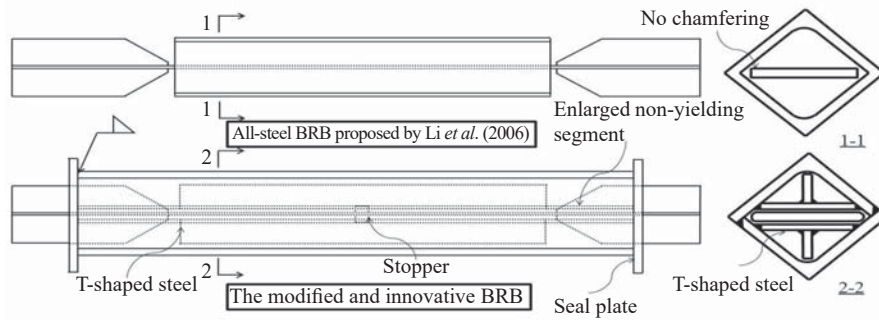 1
No chamfering
1
All-steel BRB proposed by Li et al. (2006)
Enlarged non-yielding
segment
1-1
2
2
T-shaped steel
Stopper
The modified and innovative BRB
Seal plate
T-shaped steel
2-2